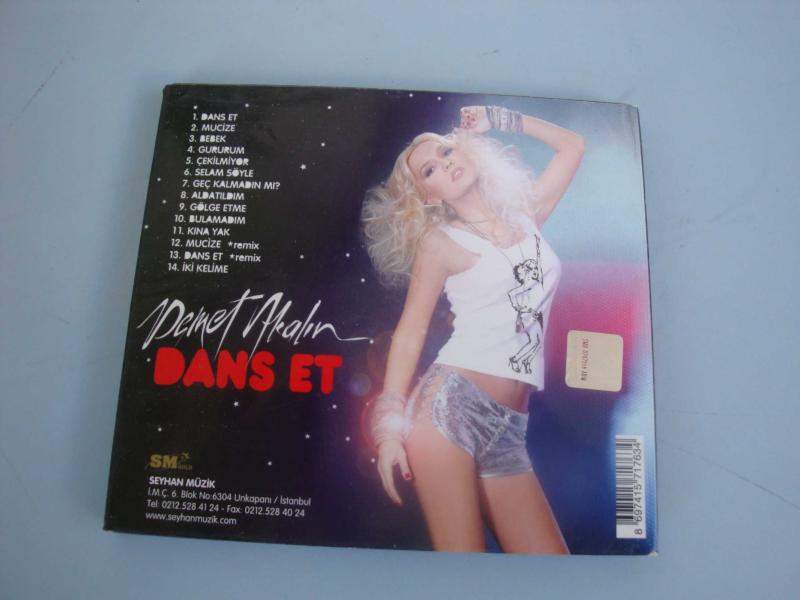 1. DANS ET
2. MUCİZE
3. BEBEK
4. GURURUM
5. ÇEKİLMİYOR
6. SELAM SÖYLE
7. GEÇ KALMADIN MI?
8. ALDATILDIM
9. GÖLGE ETME
10. BULAMADIM
11. KINA YAK
12. MUCİZE *remix
13. DANS ET *remix
14. İKİ KELİME
Demet Akalın
DANS ET
SM
GOLD
SEYHAN MÜZİK
İ.M.Ç. 6. Blok No:6304 Unkapanı / İstanbul
Tel: 0212.528 41 24 - Fax: 0212.528 40 24
www.seyhanmuzik.com
8 697415 717634